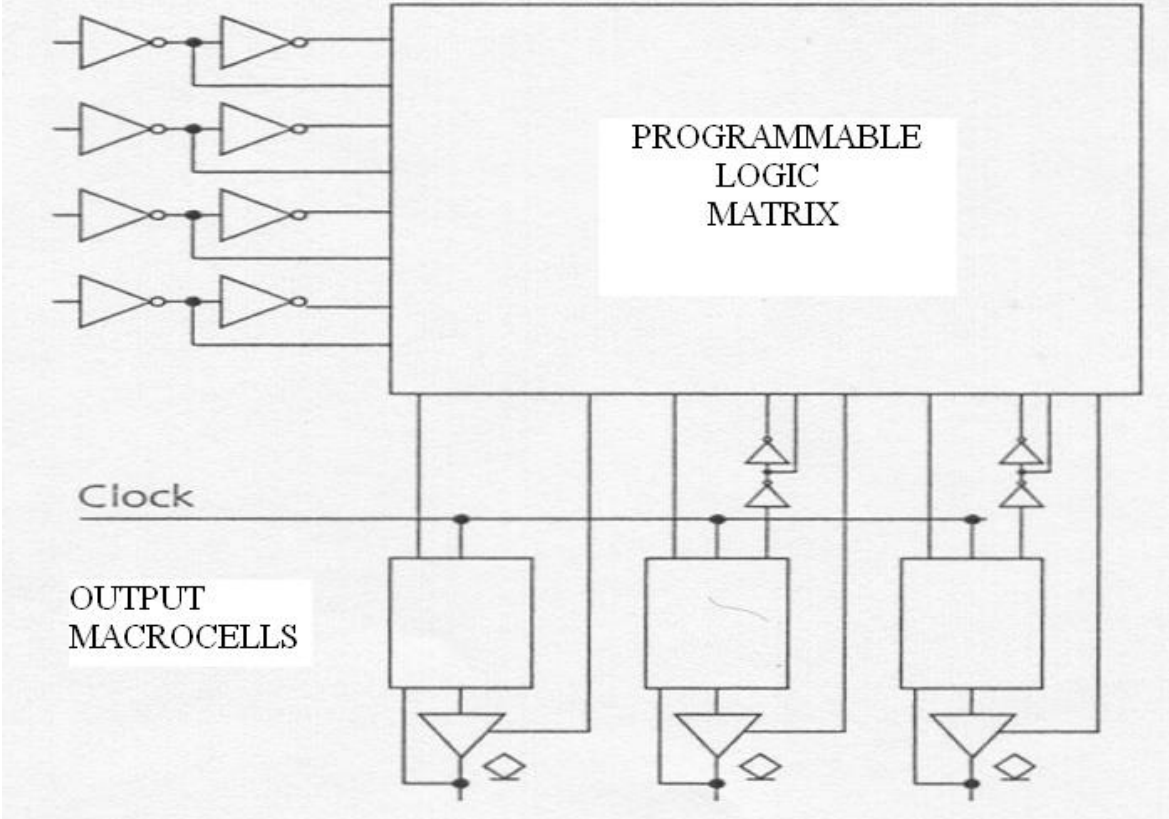 PROGRAMMABLE
LOGIC
MATRIX
Clock
OUTPUT
MACROCELLS